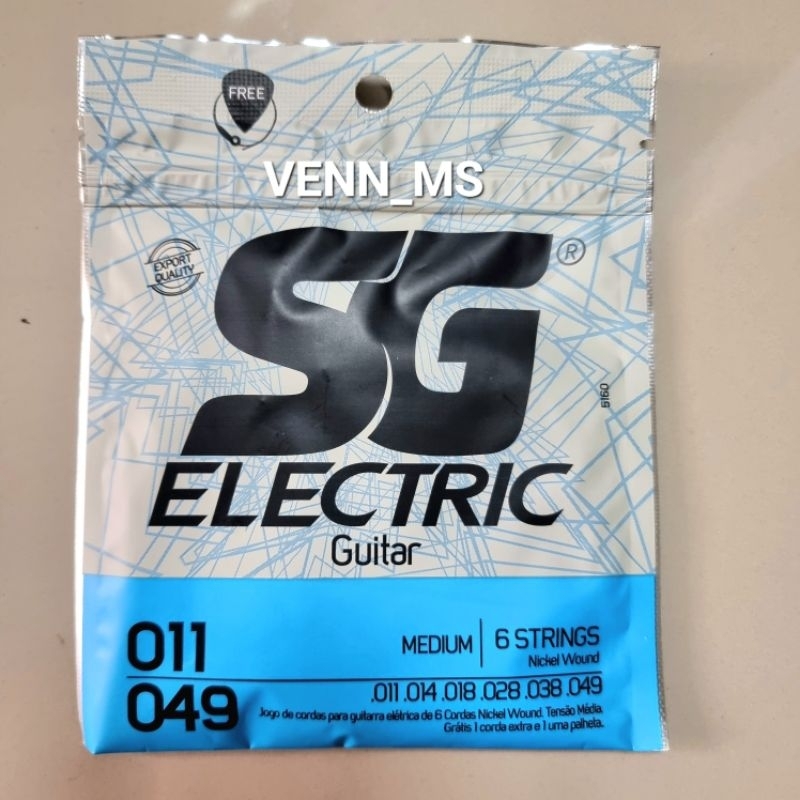 FREE
VENN_MS
SG®
EXPORT
QUALITY
5160
ELECTRIC
Guitar
011
049
MEDIUM | 6 STRINGS
Nickel Wound
.011 .014 .018 .028 .038 .049
Jogo de cordas para guitarra elétrica de 6 Cordas Nickel Wound. Tensão Média.
Grátis 1 corda extra e 1 uma palheta.